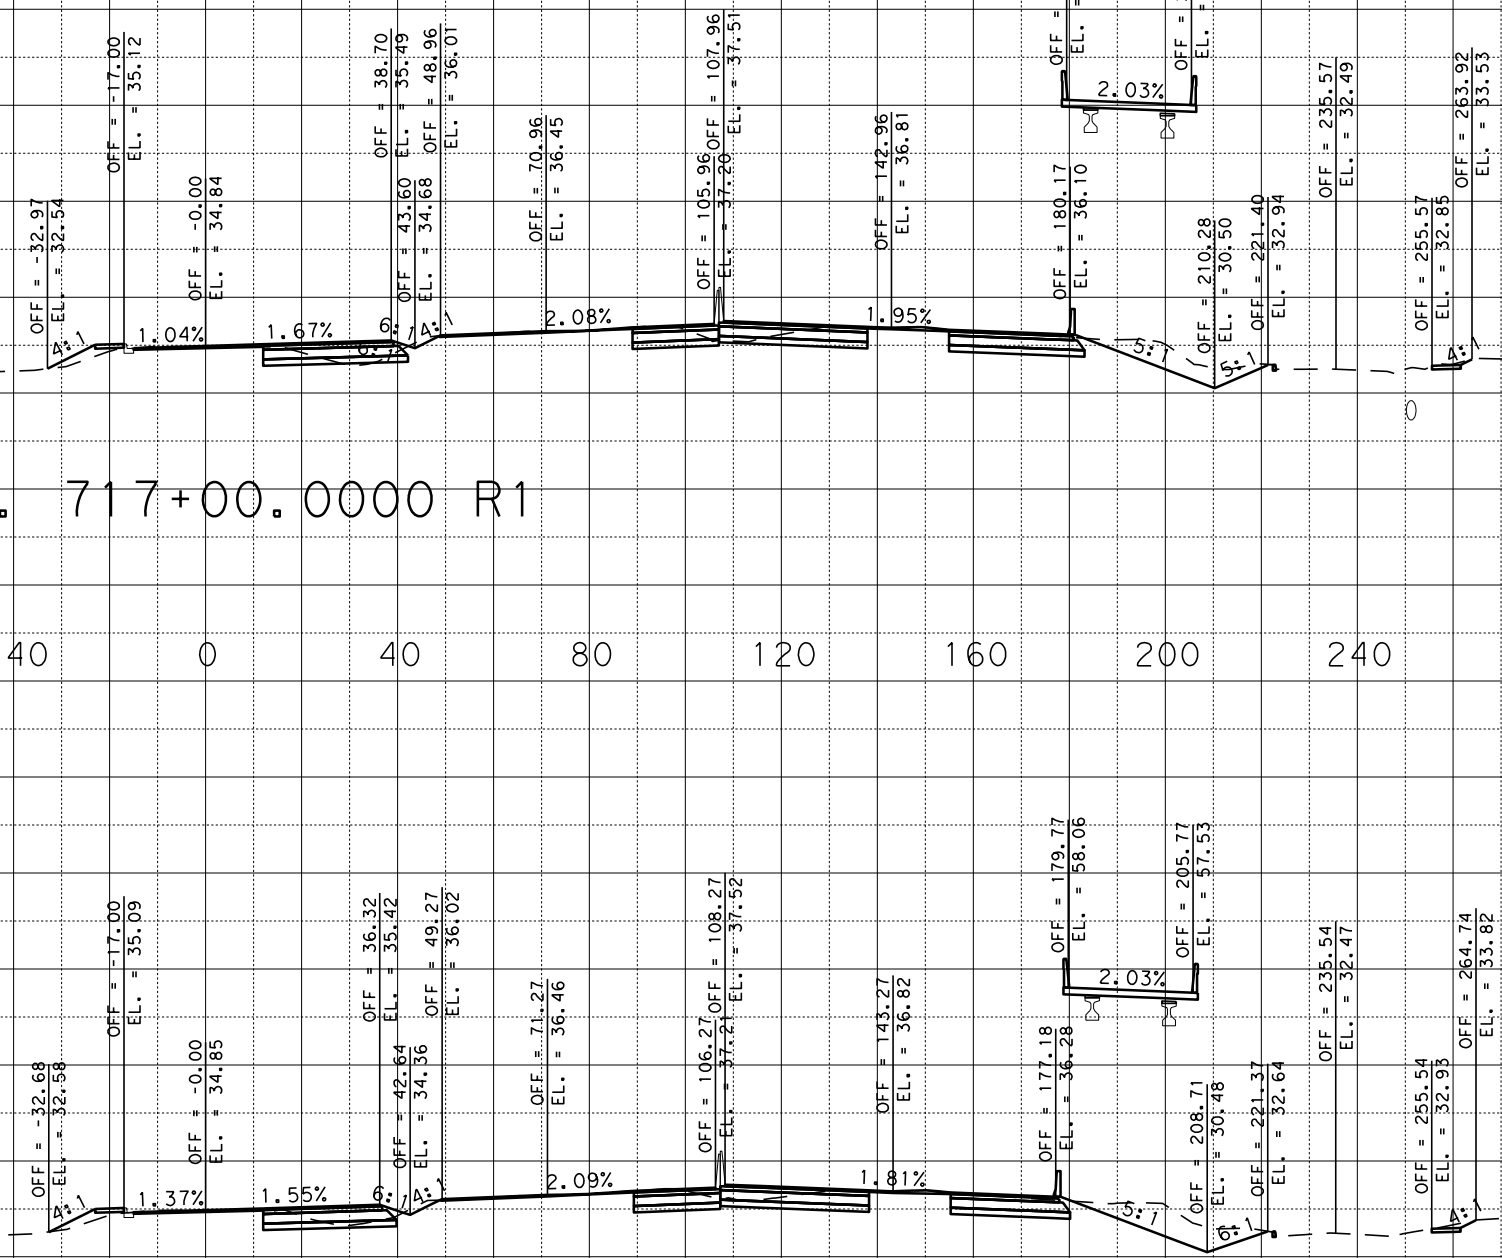 OFF = -32.97
EL. = 32.54
OFF = -17.00
EL. = 35.12
OFF = -0.00
EL. = 34.84
OFF = 38.70
EL. = 35.49
OFF = 43.60
EL. = 34.68
OFF = 48.96
EL. = 36.01
OFF = 70.96
EL. = 36.45
OFF = 105.96
EL. = 37.20
OFF = 107.96
EL. = 37.51
OFF = 142.96
EL. = 36.81
OFF =
EL. =
OFF =
EL. =
2.03%
OFF = 180.17
EL. = 36.10
OFF = 210.28
EL. = 30.50
OFF = 221.40
EL. = 32.94
OFF = 235.57
EL. = 32.49
OFF = 255.57
EL. = 32.85
OFF = 263.92
EL. = 33.53
4:1
1.04%
1.67%
6:1
6:1
4:1
2.08%
1.95%
5:1
5:1
4:1
0
717+00.0000 R1
40 0 40 80 120 160 200 240
OFF = -32.68
EL. = 32.58
OFF = -17.00
EL. = 35.09
OFF = -0.00
EL. = 34.85
OFF = 36.32
EL. = 35.42
OFF = 42.64
EL. = 34.36
OFF = 49.27
EL. = 36.02
OFF = 71.27
EL. = 36.46
OFF = 106.27
EL. = 37.21
OFF = 108.27
EL. = 37.52
OFF = 143.27
EL. = 36.82
OFF = 179.77
EL. = 58.06
OFF = 205.77
EL. = 57.53
2.03%
OFF = 177.18
EL. = 36.28
OFF = 208.71
EL. = 30.48
OFF = 221.37
EL. = 32.64
OFF = 235.54
EL. = 32.47
OFF = 255.54
EL. = 32.93
OFF = 264.74
EL. = 33.82
4:1
1.37%
1.55%
6:1
4:1
2.09%
1.81%
5:1
6:1
4:1